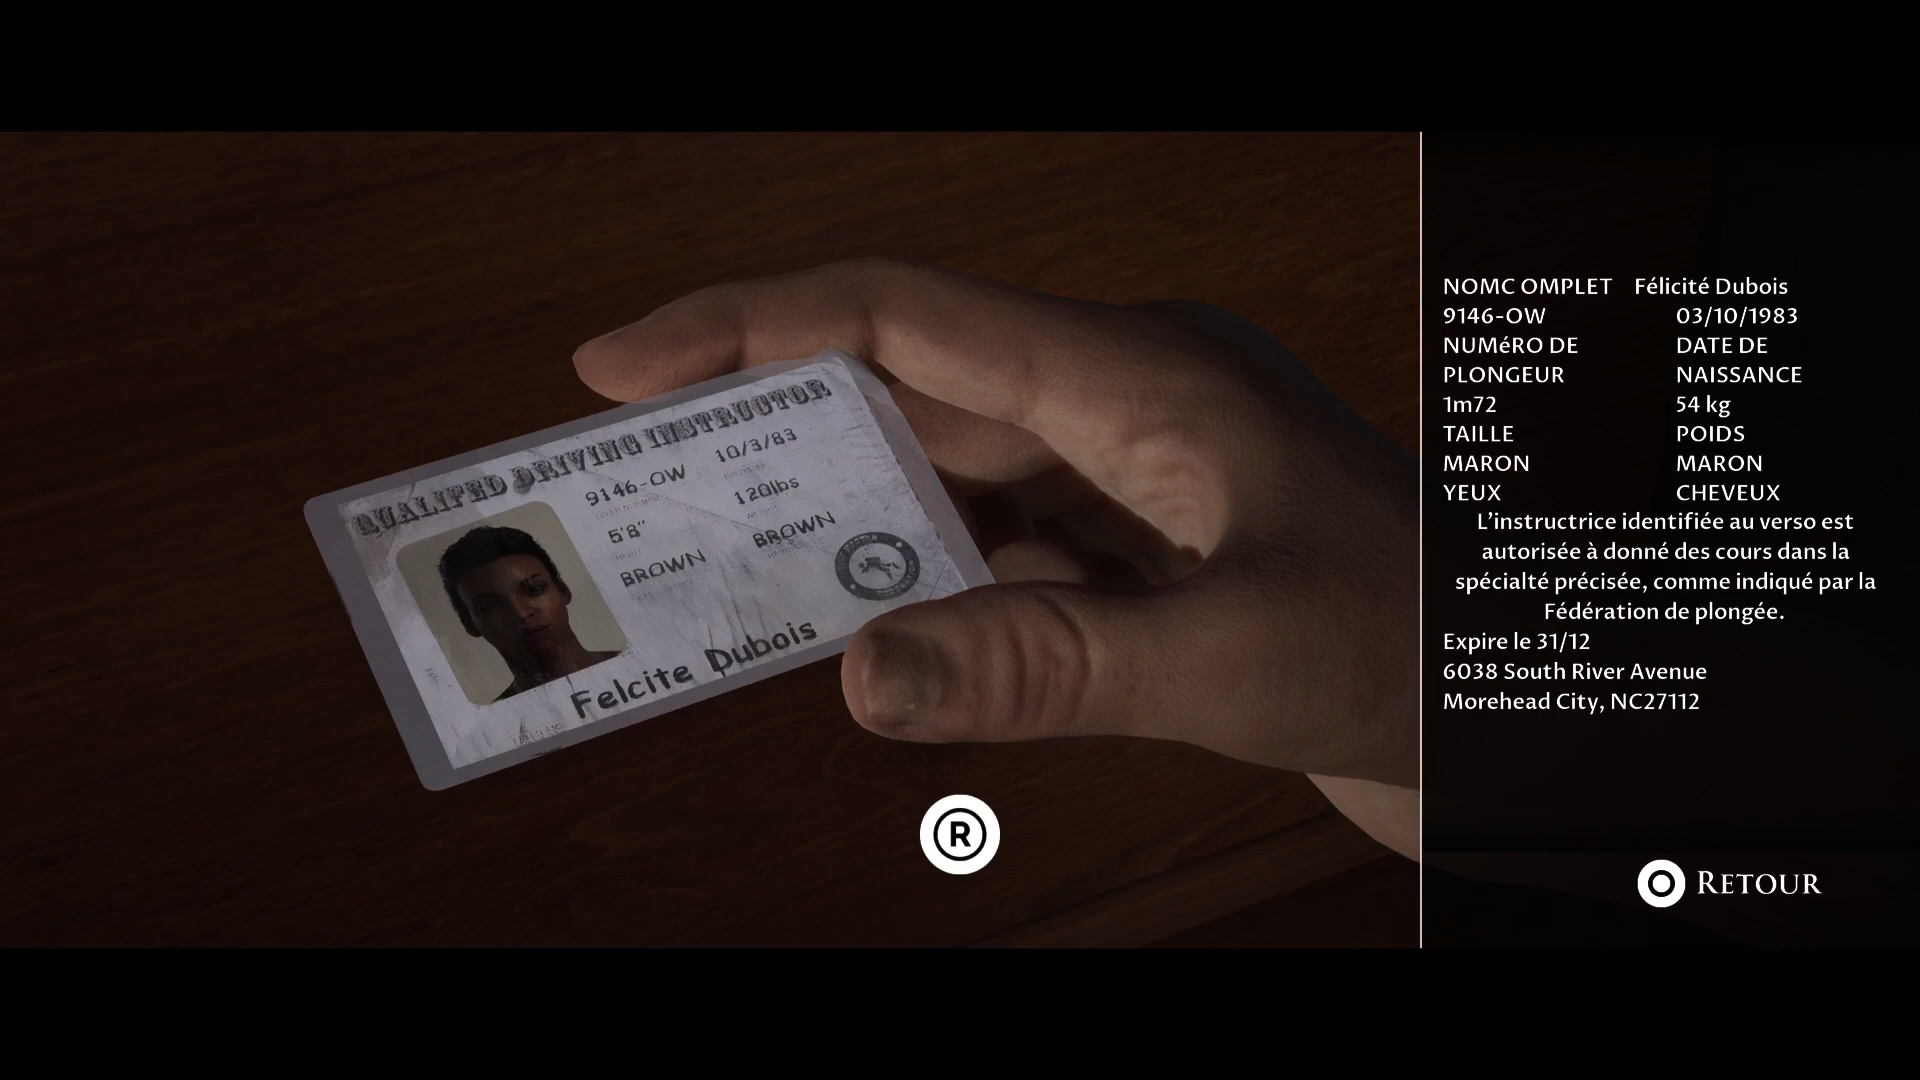 QUALIFED DRIVING INSTRUCTOR
9146-OW 10/3/83
5'8" 120lbs
BROWN BROWN
Felcite Dubois
R
NOMC OMPLET Félicité Dubois
9146-OW 03/10/1983
NUMéRO DE DATE DE
PLONGEUR NAISSANCE
1m72 54 kg
TAILLE POIDS
MARON MARON
YEUX CHEVEUX
L'instructrice identifiée au verso est
autorisée à donné des cours dans la
spécialté précisée, comme indiqué par la
Fédération de plongée.
Expire le 31/12
6038 South River Avenue
Morehead City, NC27112
RETOUR